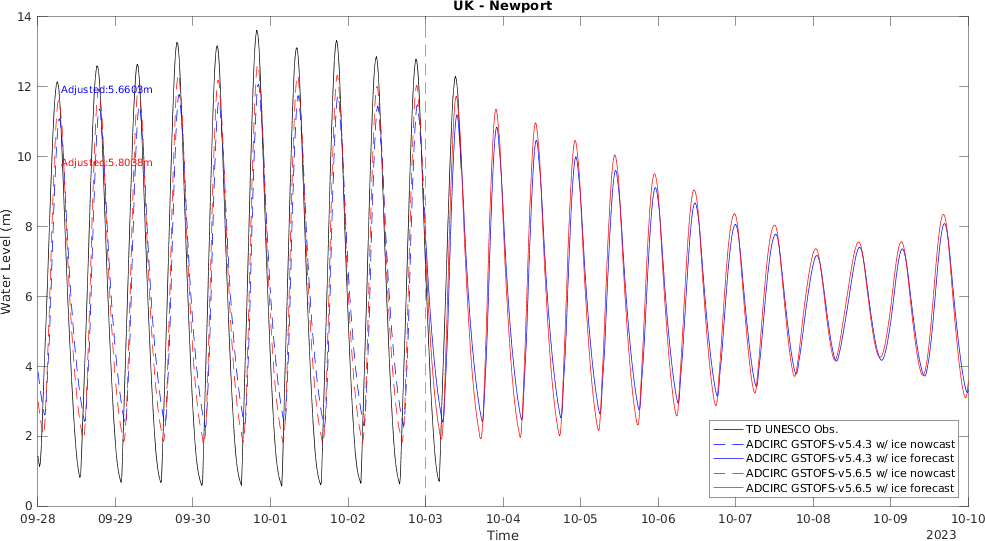 UK - Newport
14
12
10
8
6
4
2
0
Water Level (m)
Adjusted:5.6603m
Adjusted:5.8038m
TD UNESCO Obs.
ADCIRC GSTOFS-v5.4.3 w/ ice nowcast
ADCIRC GSTOFS-v5.4.3 w/ ice forecast
ADCIRC GSTOFS-v5.6.5 w/ ice nowcast
ADCIRC GSTOFS-v5.6.5 w/ ice forecast
09-28 09-29 09-30 10-01 10-02 10-03 10-04 10-05 10-06 10-07 10-08 10-09 10-10
Time
2023